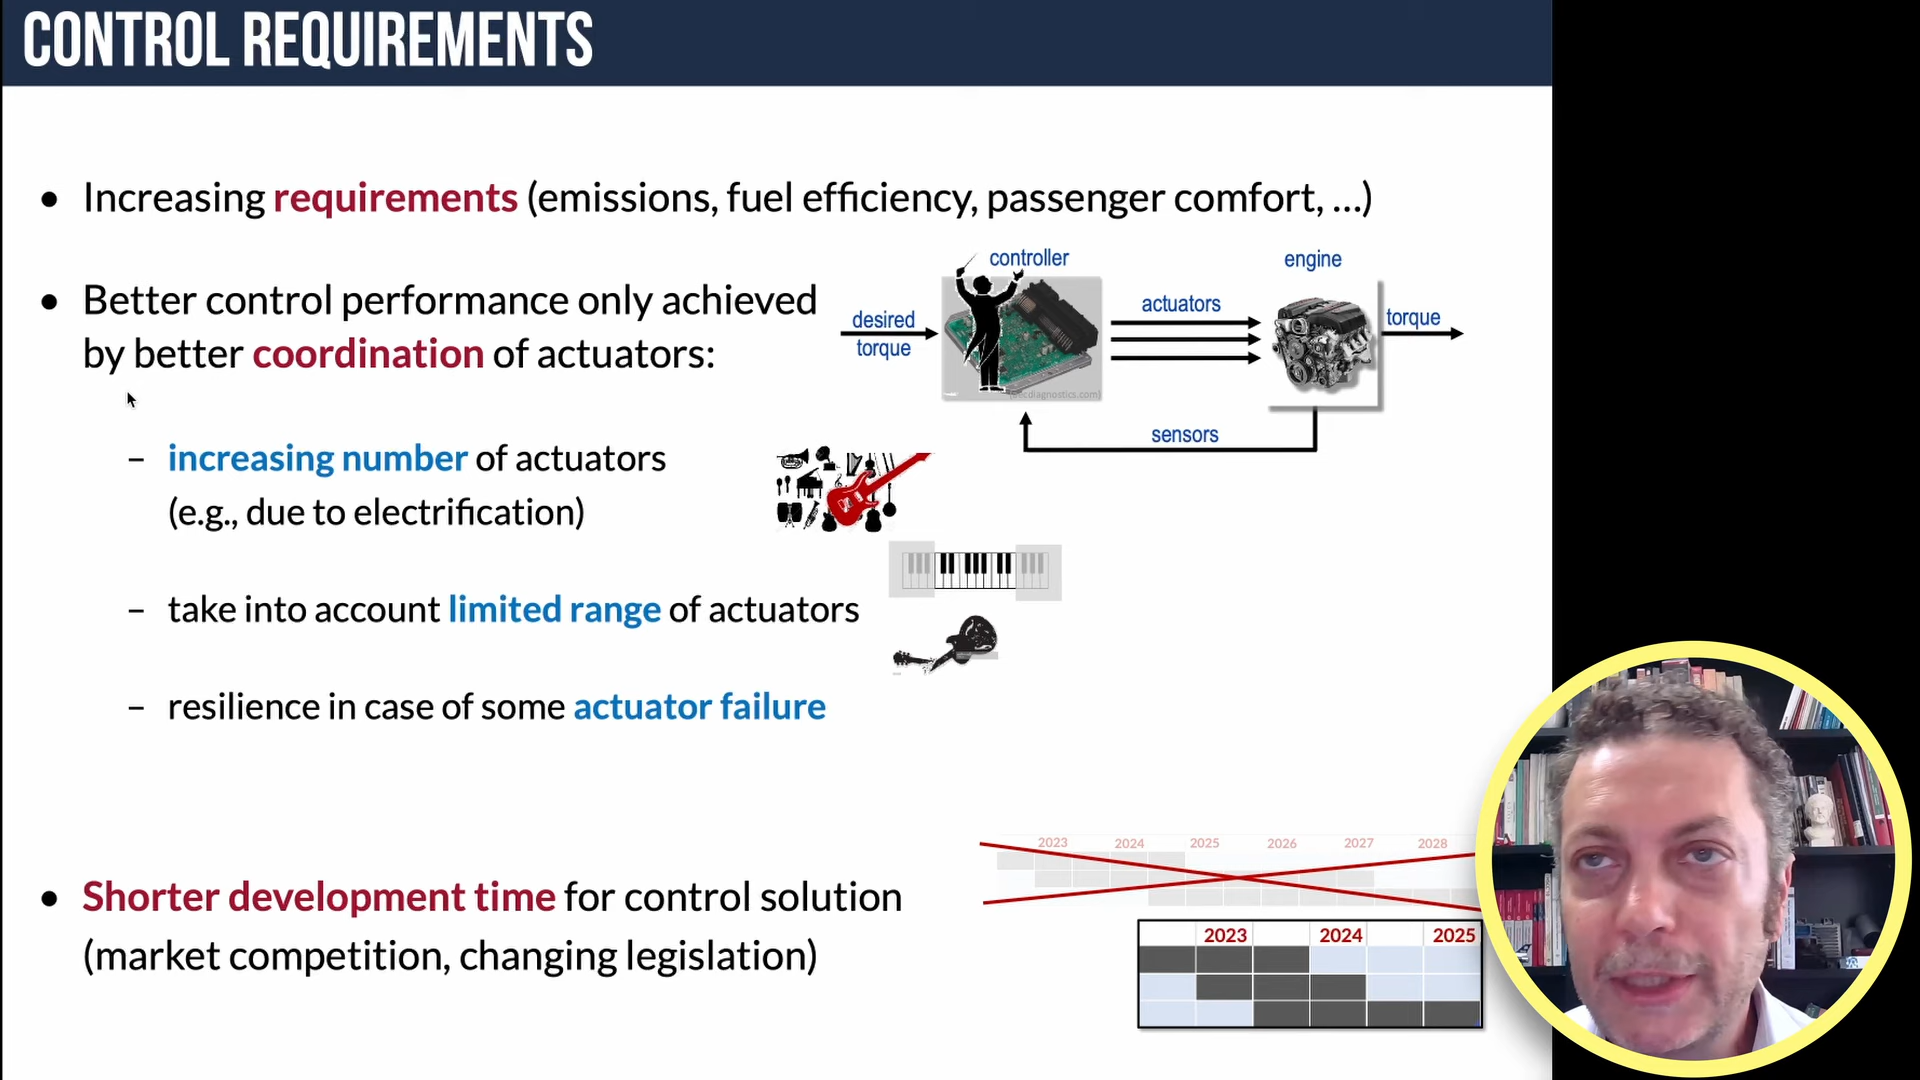 CONTROL REQUIREMENTS
• Increasing requirements (emissions, fuel efficiency, passenger comfort, ...)
• Better control performance only achieved
by better coordination of actuators:
– increasing number of actuators
(e.g., due to electrification)
– take into account limited range of actuators
– resilience in case of some actuator failure
• Shorter development time for control solution
(market competition, changing legislation)
controller
engine
desired
torque
actuators
torque
sensors
2023 2024 2025 2026 2027 2028
2023 2024 2025